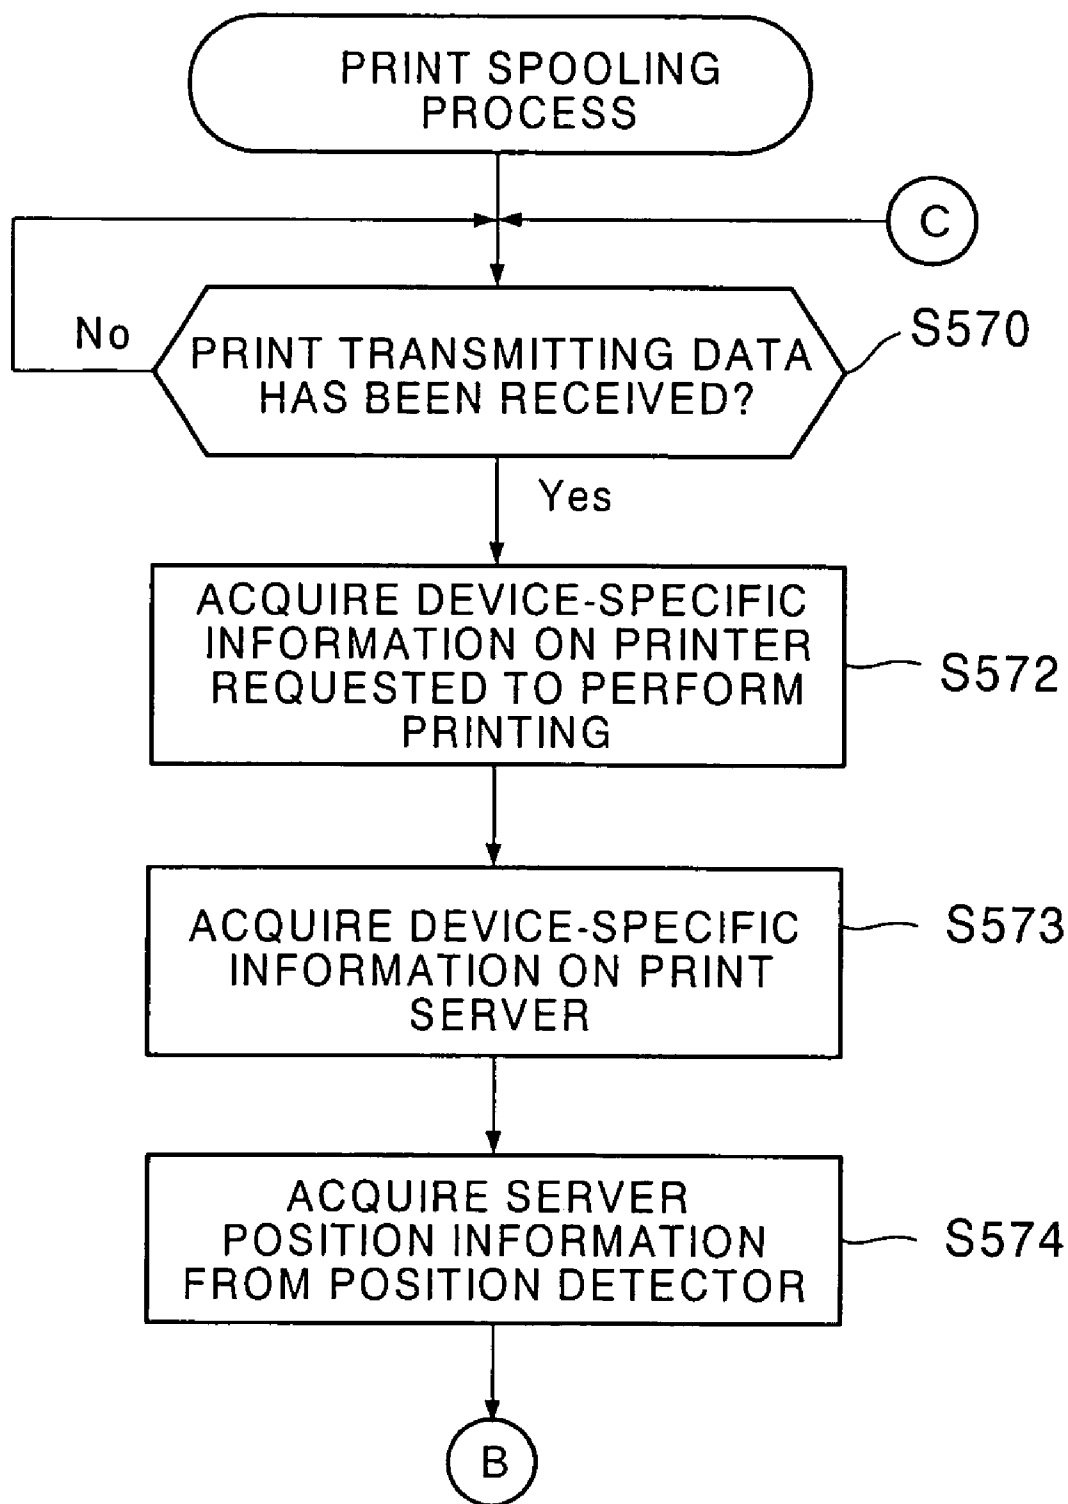 PRINT SPOOLING
PROCESS
C
No
PRINT TRANSMITTING DATA
HAS BEEN RECEIVED?
S570
Yes
ACQUIRE DEVICE-SPECIFIC
INFORMATION ON PRINTER
REQUESTED TO PERFORM
PRINTING
S572
ACQUIRE DEVICE-SPECIFIC
INFORMATION ON PRINT
SERVER
S573
ACQUIRE SERVER
POSITION INFORMATION
FROM POSITION DETECTOR
S574
B